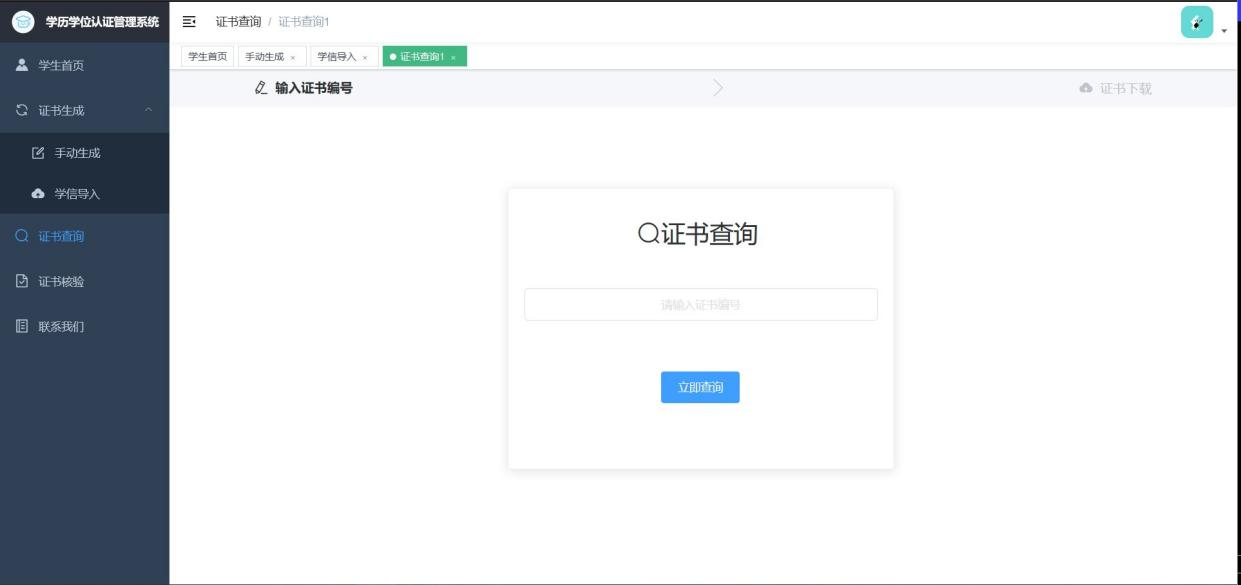 学历学位认证管理系统
证书查询 / 证书查询1
学生首页
手动生成 ×
学信导入 ×
证书查询1 ×
学生首页
证书生成
手动生成
学信导入
证书查询
证书核验
联系我们
输入证书编号
证书下载
证书查询
请输入证书编号
立即查询